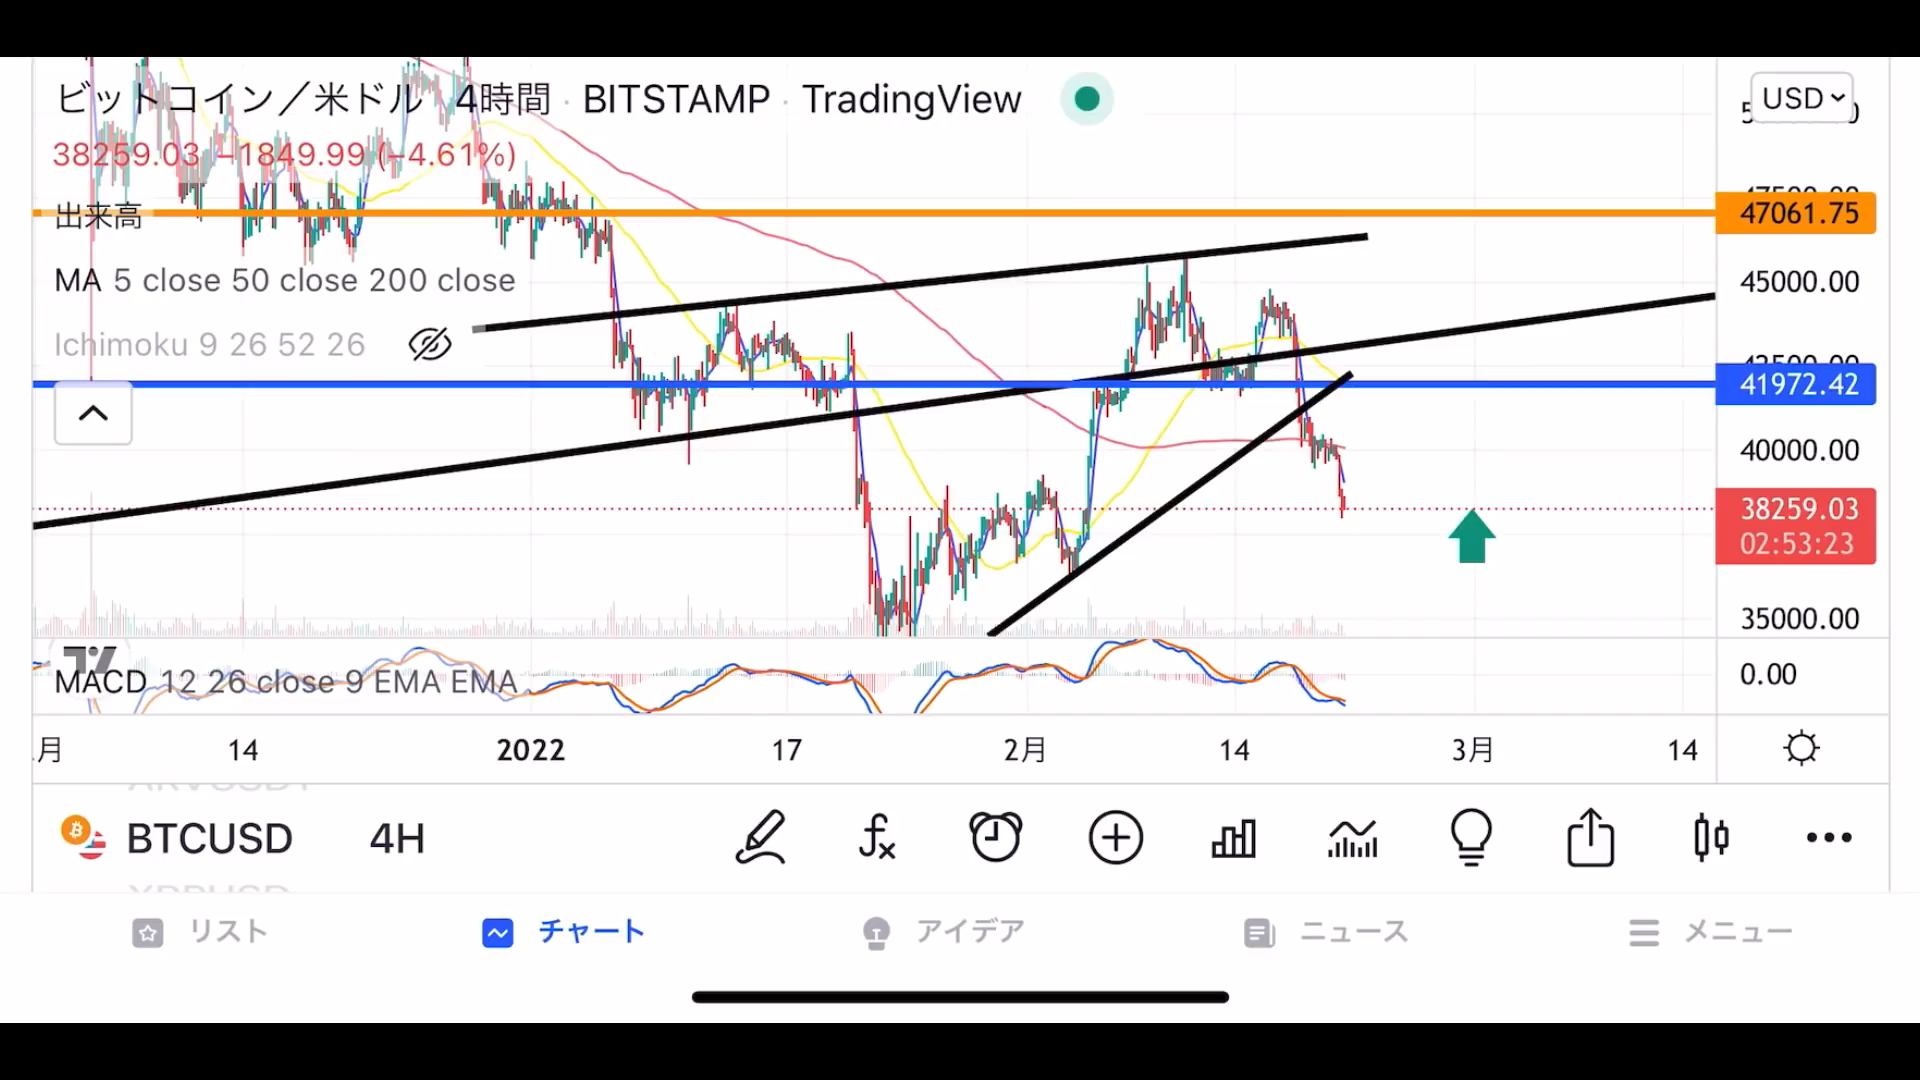 ビットコイン／米ドル · 4時間 · BITSTAMP · TradingView
USD
38259.03 −1849.99 (−4.61%)
出来高
47061.75
MA 5 close 50 close 200 close
45000.00
Ichimoku 9 26 52 26
41972.42
40000.00
38259.03
02:53:23
35000.00
MACD 12 26 close 9 EMA EMA
0.00
月 14 2022 17 2月 14 3月 14
BTCUSD 4H
リスト チャート アイデア ニュース メニュー